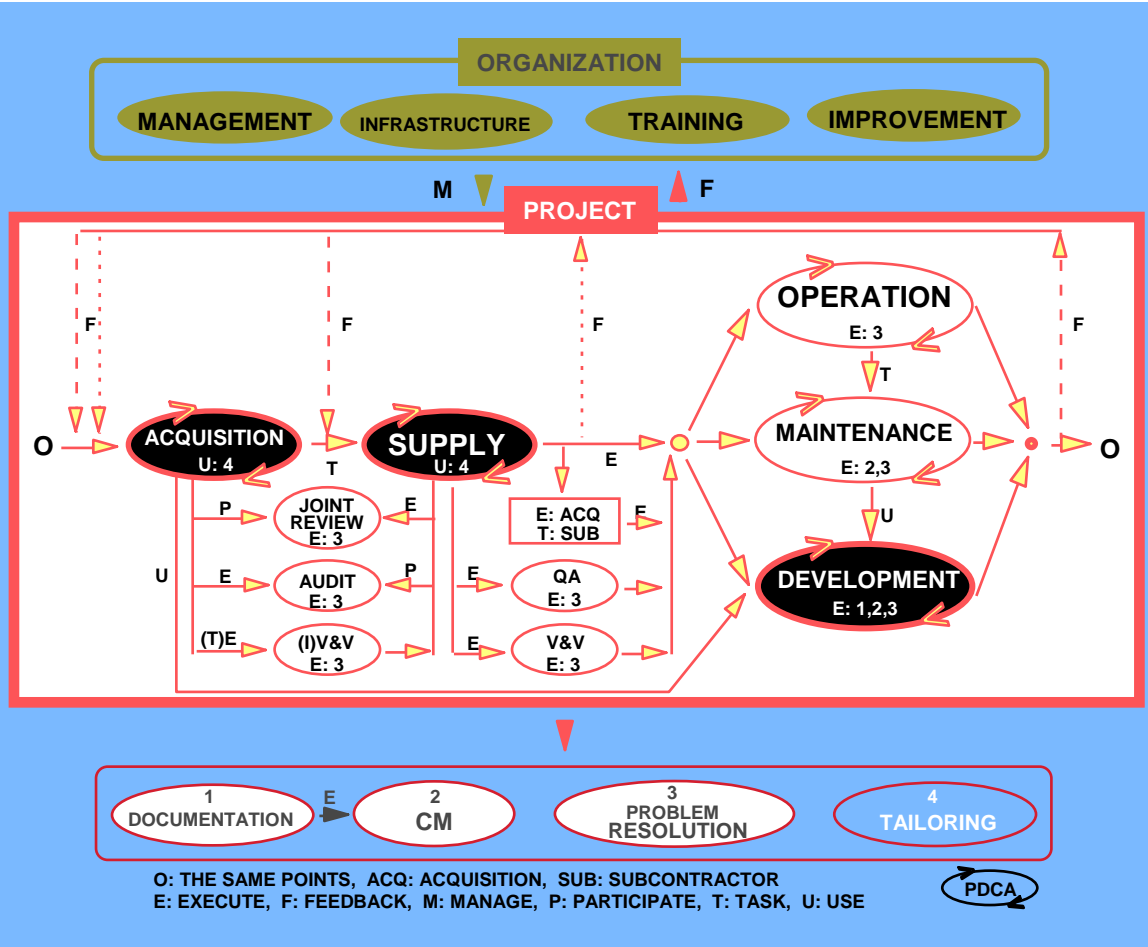 ORGANIZATION
MANAGEMENT
INFRASTRUCTURE
TRAINING
IMPROVEMENT
M
F
PROJECT
F
F
F
F
OPERATION
E: 3
T
O
ACQUISITION
U: 4
T
SUPPLY
U: 4
E
MAINTENANCE
E: 2,3
O
P
JOINT
REVIEW
E: 3
E
E: ACQ
T: SUB
E
U
U
E
AUDIT
E: 3
P
E
QA
E: 3
DEVELOPMENT
E: 1,2,3
(T)E
(I)V&V
E: 3
E
V&V
E: 3
1
DOCUMENTATION
E
2
CM
3
PROBLEM
RESOLUTION
4
TAILORING
O: THE SAME POINTS, ACQ: ACQUISITION, SUB: SUBCONTRACTOR
E: EXECUTE, F: FEEDBACK, M: MANAGE, P: PARTICIPATE, T: TASK, U: USE
PDCA